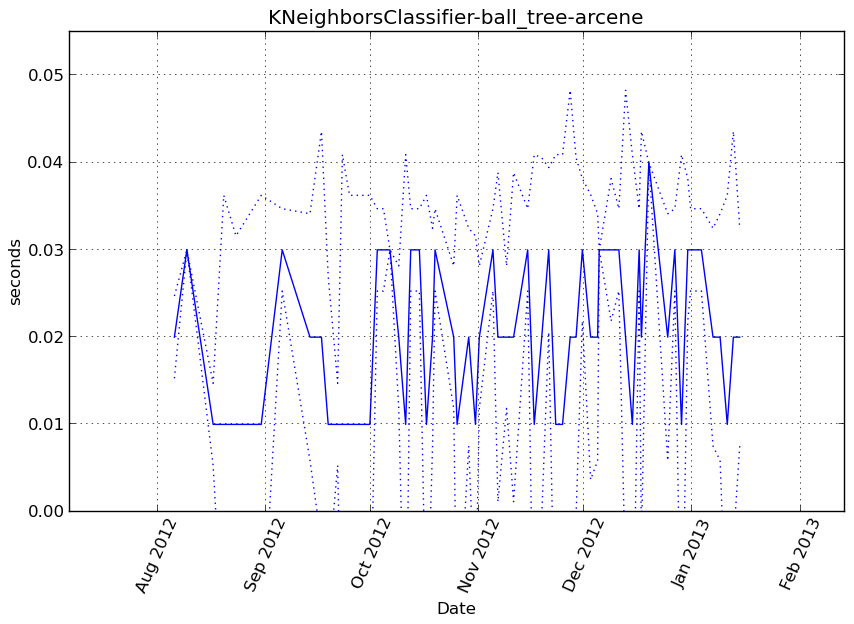 KNeighborsClassifier-ball_tree-arcene
0.05
0.04
0.03
0.02
0.01
0.00
seconds
Aug 2012
Sep 2012
Oct 2012
Nov 2012
Dec 2012
Jan 2013
Feb 2013
Date